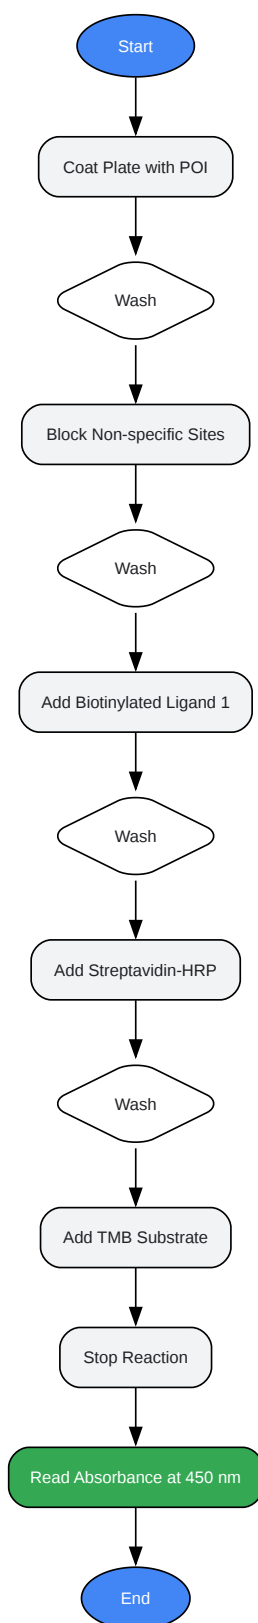 Start
Coat Plate with POI
Wash
Block Non-specific Sites
Wash
Add Biotinylated Ligand 1
Wash
Add Streptavidin-HRP
Wash
Add TMB Substrate
Stop Reaction
Read Absorbance at 450 nm
End